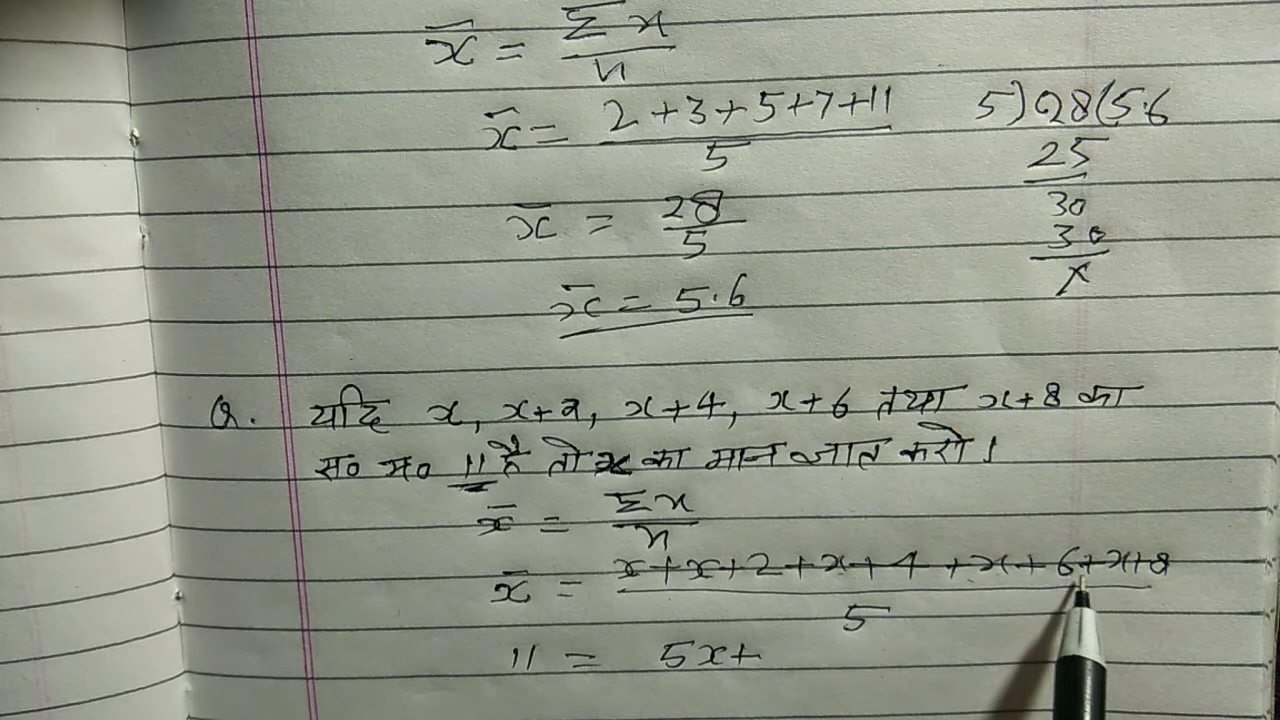 x̄ = Σx/n
x̄ = (2+3+5+7+11)/5
5)28(5.6
25
x̄ = 28/5
30
30
x
x̄ = 5.6
Q. यदि x, x+2, x+4, x+6 तथा x+8 का
स० म० 11 है तो x का मान ज्ञात करो।
x̄ = Σx/n
x̄ = (x+x+2+x+4+x+6+x+8)/5
11 = 5x+